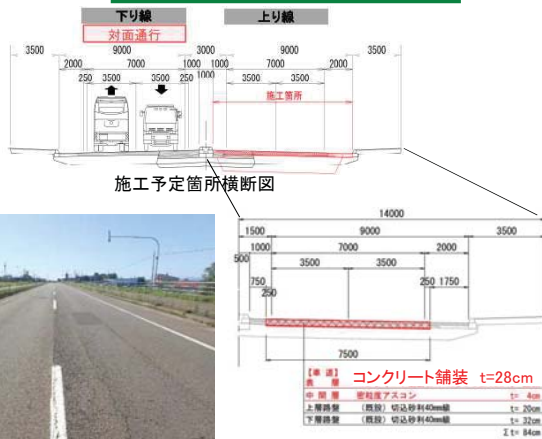 下り線 上り線
対面通行
3500 9000 3000 9000 3500
2000 7000 1000 1000 7000 2000
250 3500 3500 250 1000 3500 3500
施工箇所
施工予定箇所横断図
14000
1500 9000 3500
1000 7000 2000
500 3500 3500
750 250 250 1750
7500
【車道】
表層 コンクリート舗装 t=28cm
中間層 密粒度アスコン t= 4cm
上層路盤 (既設) 切込砂利40mm級 t= 20cm
下層路盤 (既設) 切込砂利40mm級 t= 32cm
Σt= 84cm